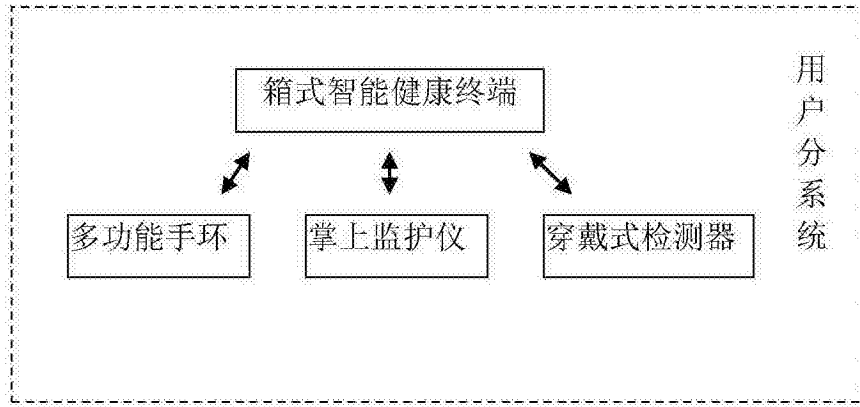 箱式智能健康终端
多功能手环
掌上监护仪
穿戴式检测器
用户分系统